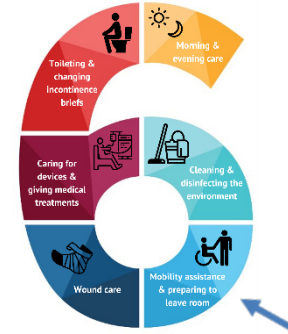 Morning &
evening care
Toileting &
changing
incontinence
briefs
Caring for
devices &
giving medical
treatments
Cleaning &
disinfecting the
environment
Wound care
Mobility assistance
& preparing to
leave room